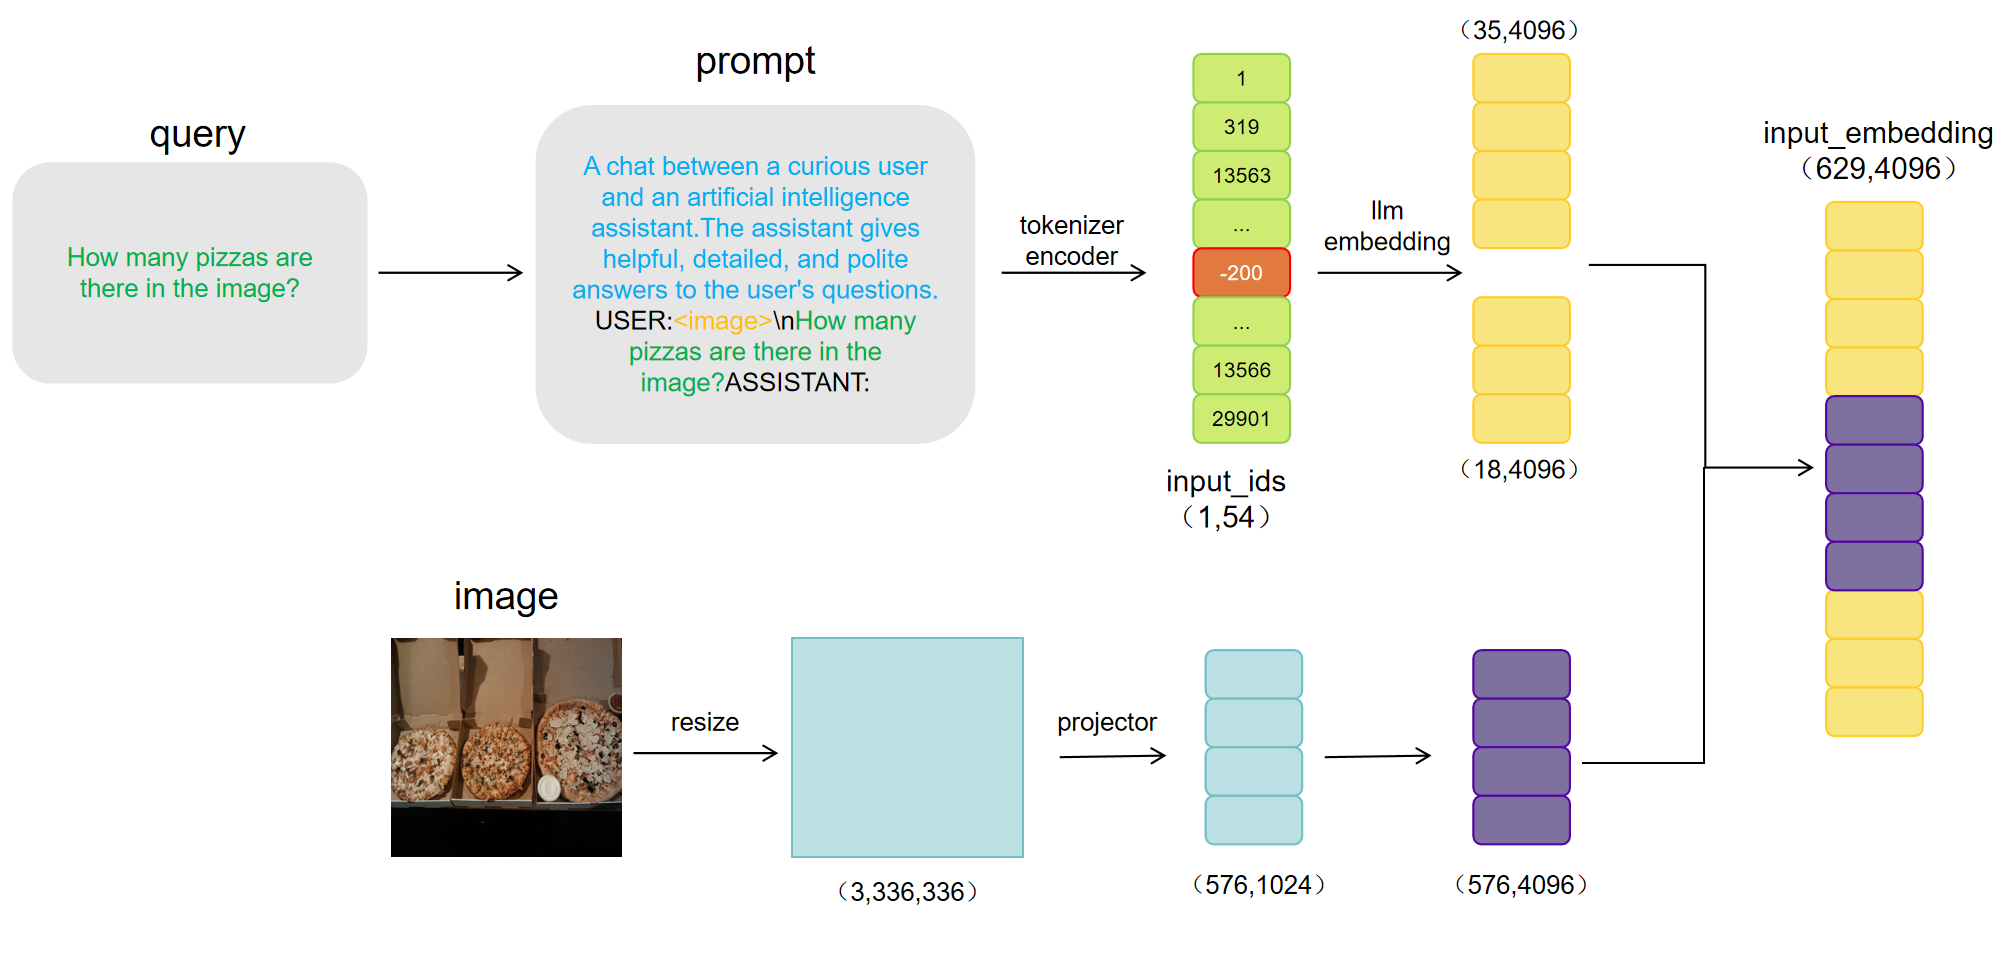 query
How many pizzas are
there in the image?
prompt
A chat between a curious user
and an artificial intelligence
assistant.The assistant gives
helpful, detailed, and polite
answers to the user's questions.
USER:<image>\nHow many
pizzas are there in the
image?ASSISTANT:
tokenizer
encoder
1
319
13563
...
-200
...
13566
29901
input_ids
（1,54）
llm
embedding
（35,4096）
（18,4096）
input_embedding
（629,4096）
image
resize
（3,336,336）
projector
（576,1024）
（576,4096）